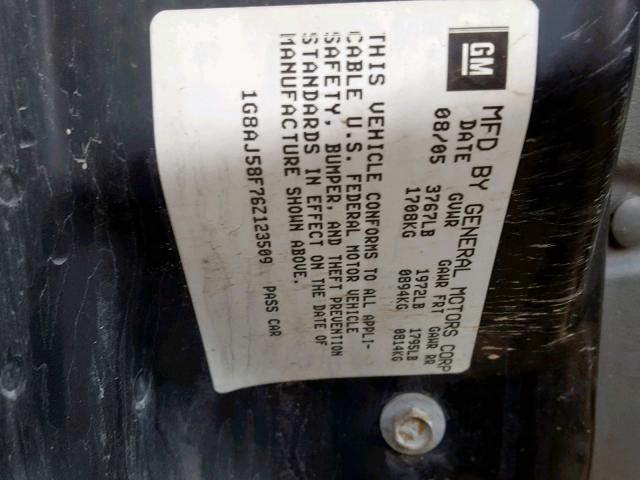 GM
MFD BY GENERAL MOTORS CORP
DATE GVWR GAWR FRT GAWR RR
08/05 3767LB 1972LB 1795LB
1708KG 0894KG 0814KG
THIS VEHICLE CONFORMS TO ALL APPLI-
CABLE U.S. FEDERAL MOTOR VEHICLE
SAFETY, BUMPER, AND THEFT PREVENTION
STANDARDS IN EFFECT ON THE DATE OF
MANUFACTURE SHOWN ABOVE.
1G8AJ58F76Z123509 PASS CAR